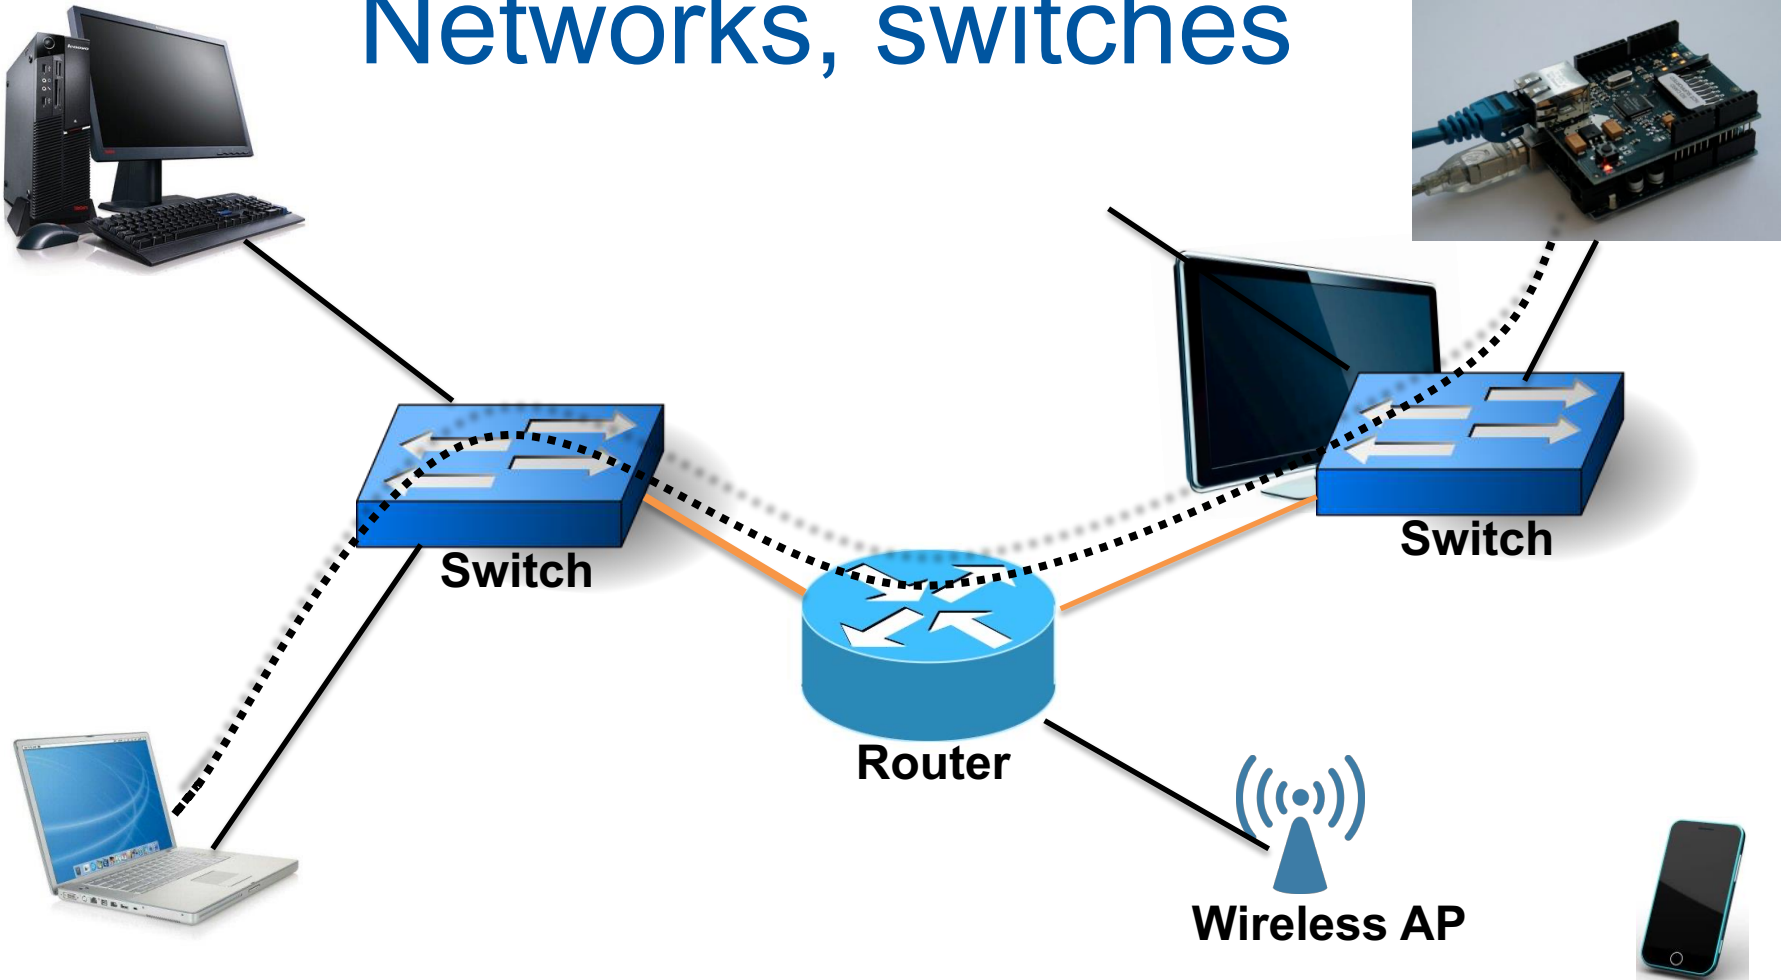 Networks, switches
Switch
Switch
Router
Wireless AP